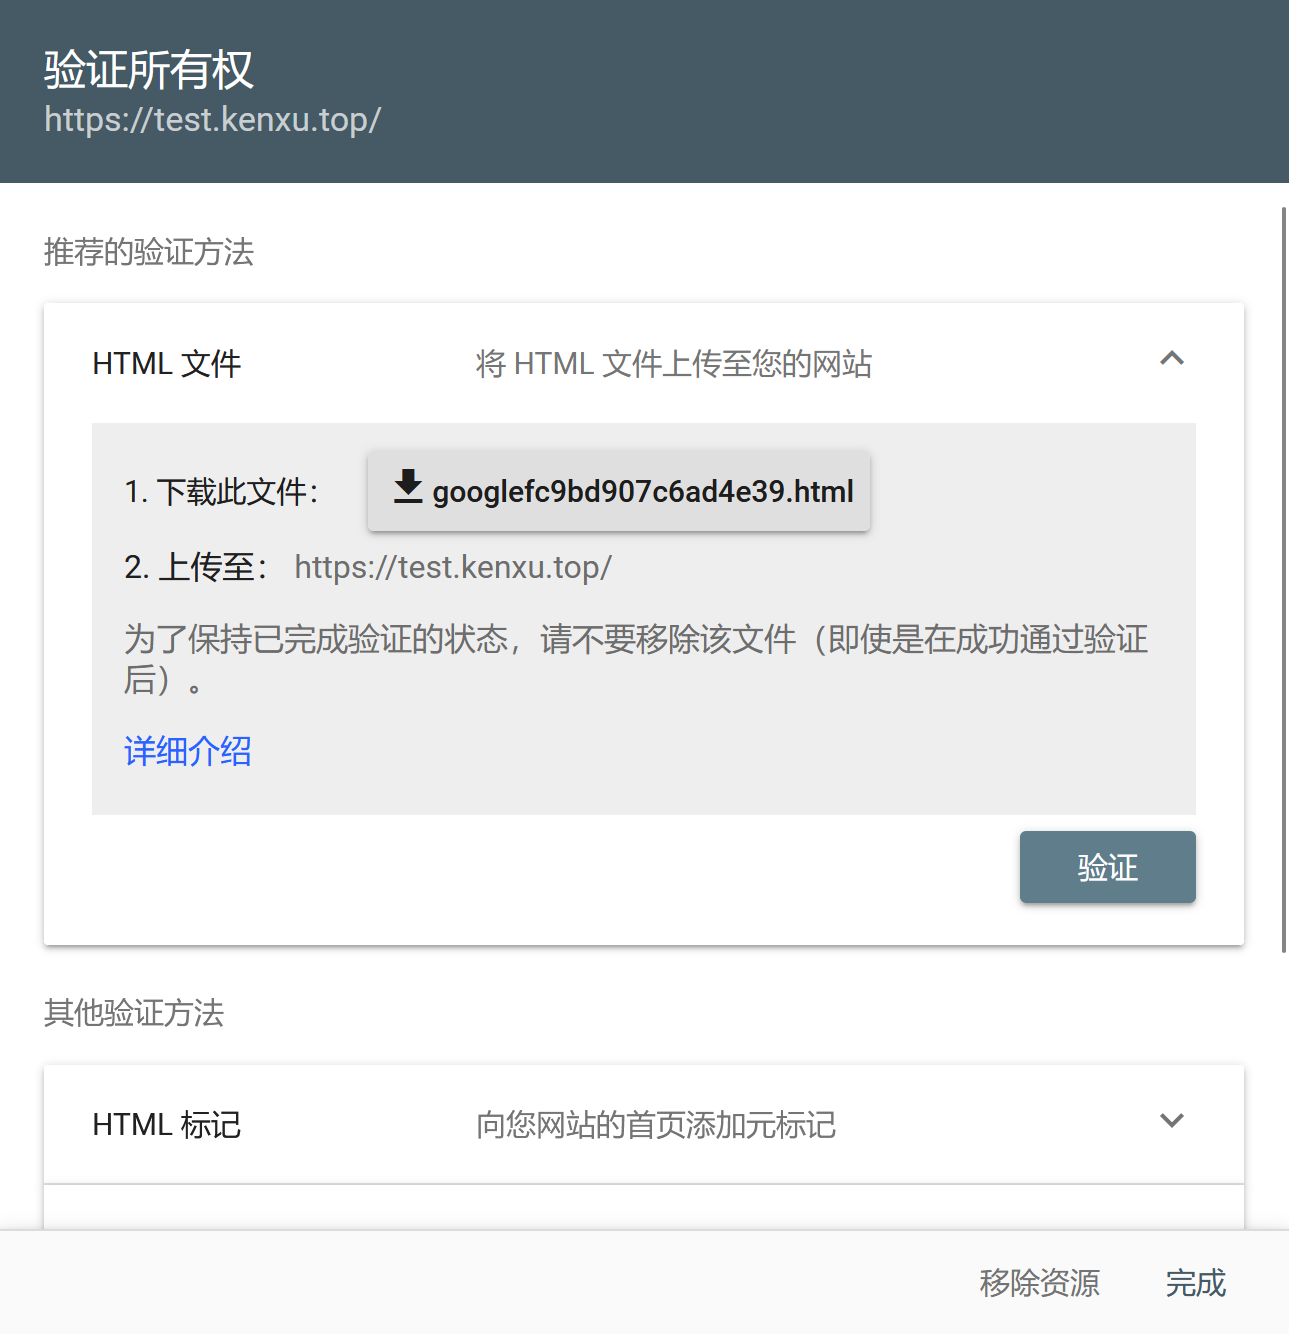 验证所有权
https://test.kenxu.top/
推荐的验证方法
HTML 文件
将 HTML 文件上传至您的网站
1. 下载此文件：
googlefc9bd907c6ad4e39.html
2. 上传至： https://test.kenxu.top/
为了保持已完成验证的状态，请不要移除该文件（即使是在成功通过验证
后）。
详细介绍
验证
其他验证方法
HTML 标记
向您网站的首页添加元标记
移除资源
完成